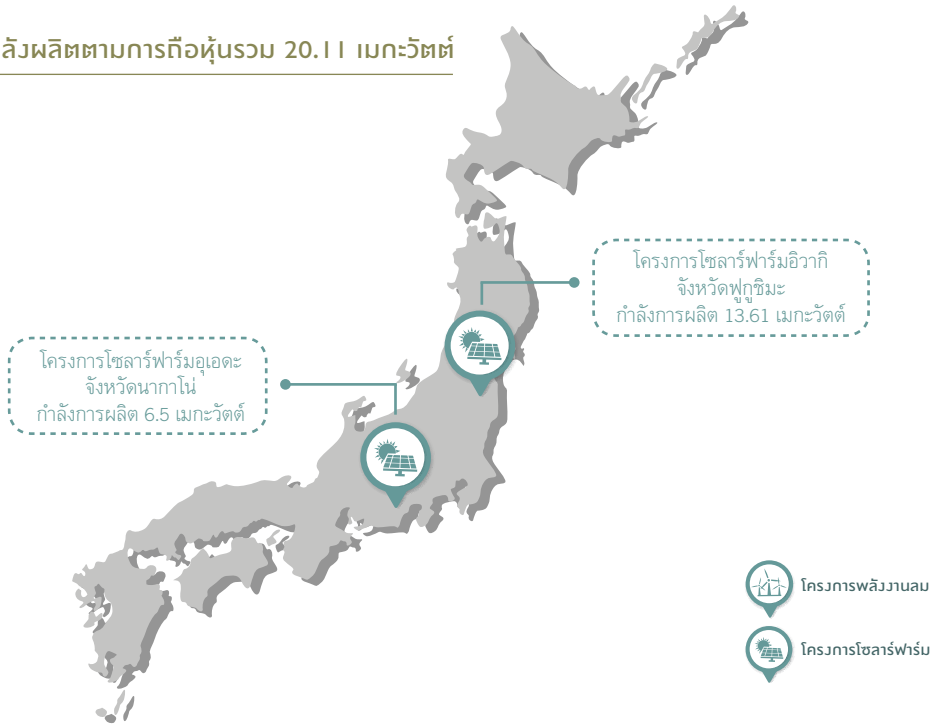 ลังผลิตตามการถือหุ้นรวม 20.11 เมกะวัตต์
โครงการโซลาร์ฟาร์มอิวากิ
จังหวัดฟูกูชิมะ
กำลังการผลิต 13.61 เมกะวัตต์
โครงการโซลาร์ฟาร์มอุเอดะ
จังหวัดนากาโน่
กำลังการผลิต 6.5 เมกะวัตต์
โครงการพลังงานลม
โครงการโซลาร์ฟาร์ม